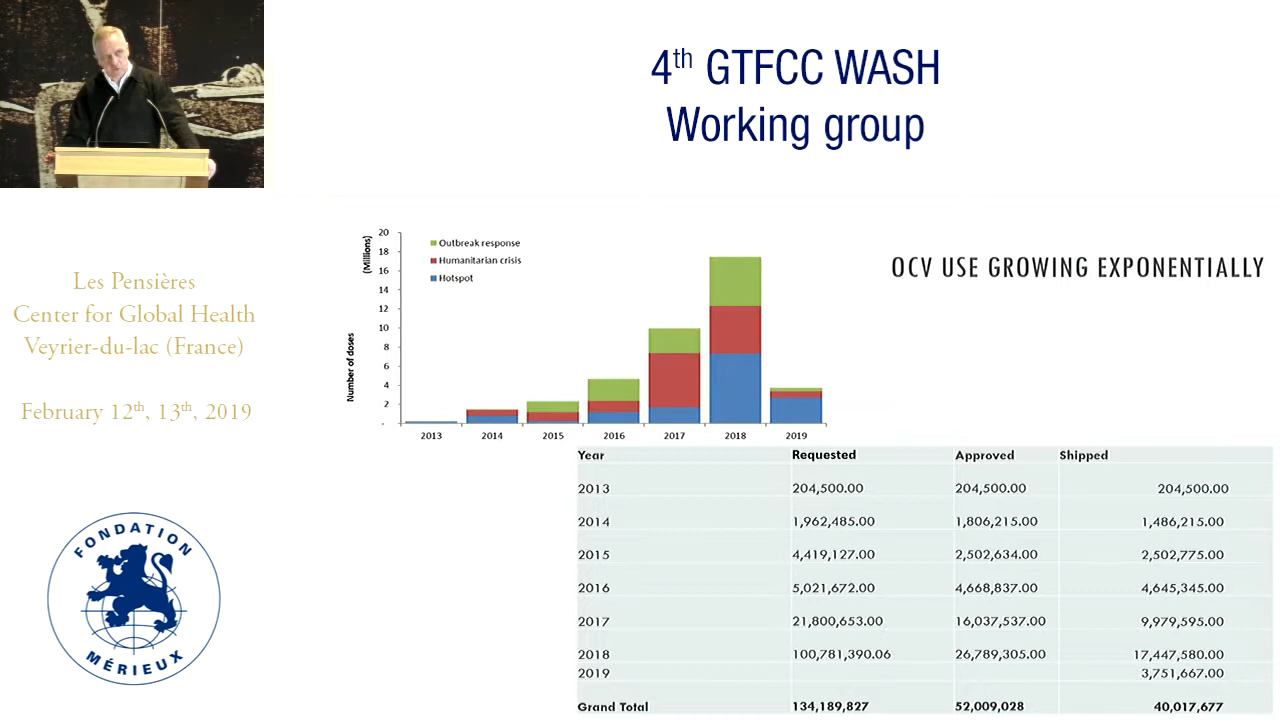 4th GTFCC WASH
Working group
Les Pensières
Center for Global Health
Veyrier-du-lac (France)
February 12th, 13th, 2019
FONDATION
MÉRIEUX
OCV USE GROWING EXPONENTIALLY
Number of doses (Millions)
20
18
16
14
12
10
8
6
4
2
-
Outbreak response
Humanitarian crisis
Hotspot
2013 2014 2015 2016 2017 2018 2019
Year Requested Approved Shipped
2013 204,500.00 204,500.00 204,500.00
2014 1,962,485.00 1,806,215.00 1,486,215.00
2015 4,419,127.00 2,502,634.00 2,502,775.00
2016 5,021,672.00 4,668,837.00 4,645,345.00
2017 21,800,653.00 16,037,537.00 9,979,595.00
2018 100,781,390.06 26,789,305.00 17,447,580.00
2019 3,751,667.00
Grand Total 134,189,827 52,009,028 40,017,677